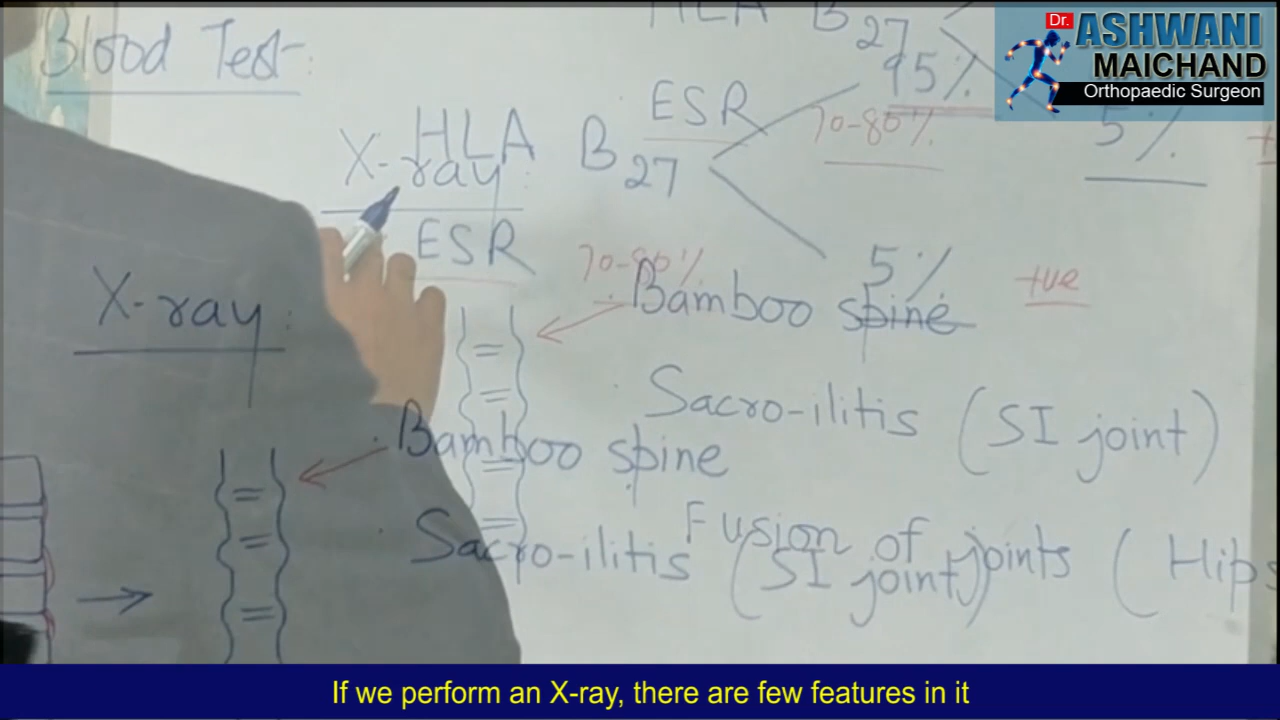 Dr. ASHWANI
MAICHAND
Orthopaedic Surgeon
Blood Test:
HLA B27
95%
5%
ESR
70-80%
X-ray:
HLA B27
5%
ESR
70-80%
+ve
X-ray:
Bamboo spine
Sacro-ilitis (SI joint)
Bamboo spine
Fusion of joints (Hips
Sacro-ilitis (SI joint)
If we perform an X-ray, there are few features in it